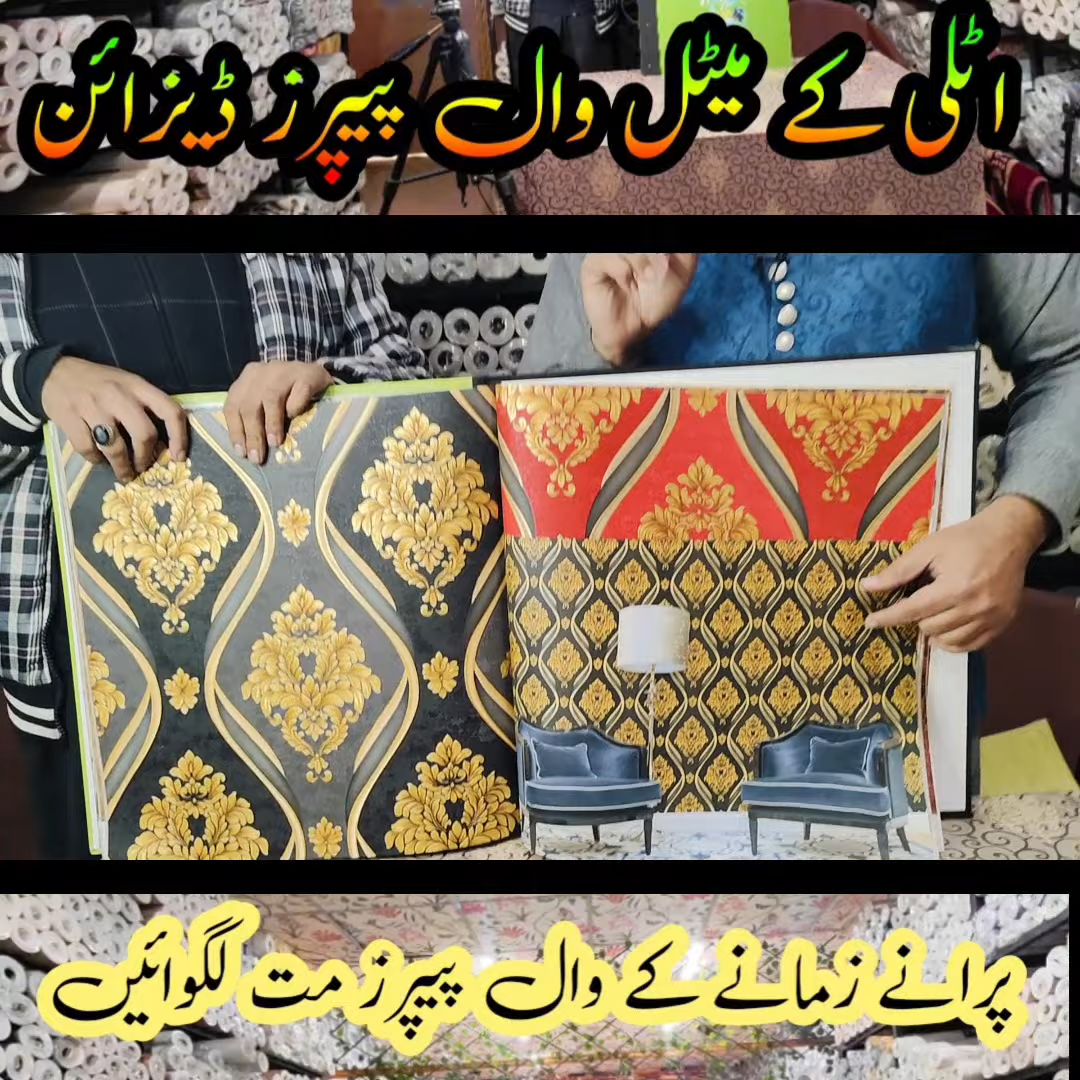 اٹلی کے میٹل وال پیپرز ڈیزائن
پرانے زمانے کے وال پیپرز مت لگوائیں